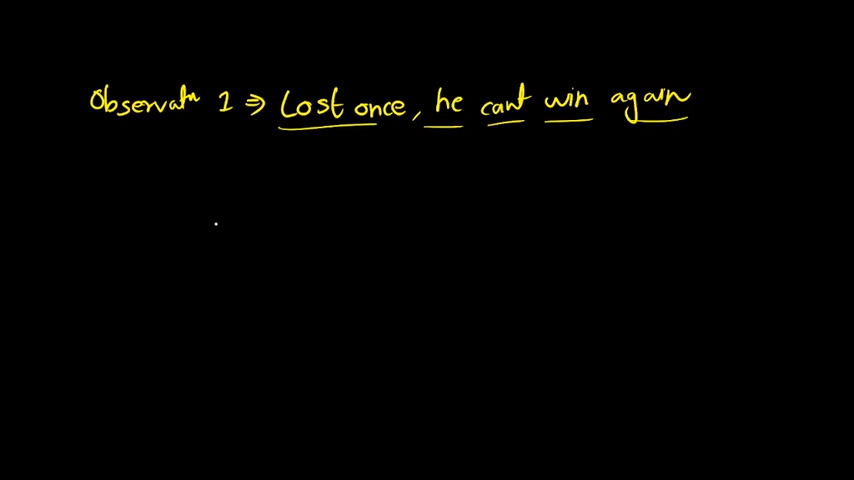 Observatn 1 ⇒ Lost once, he cant win again